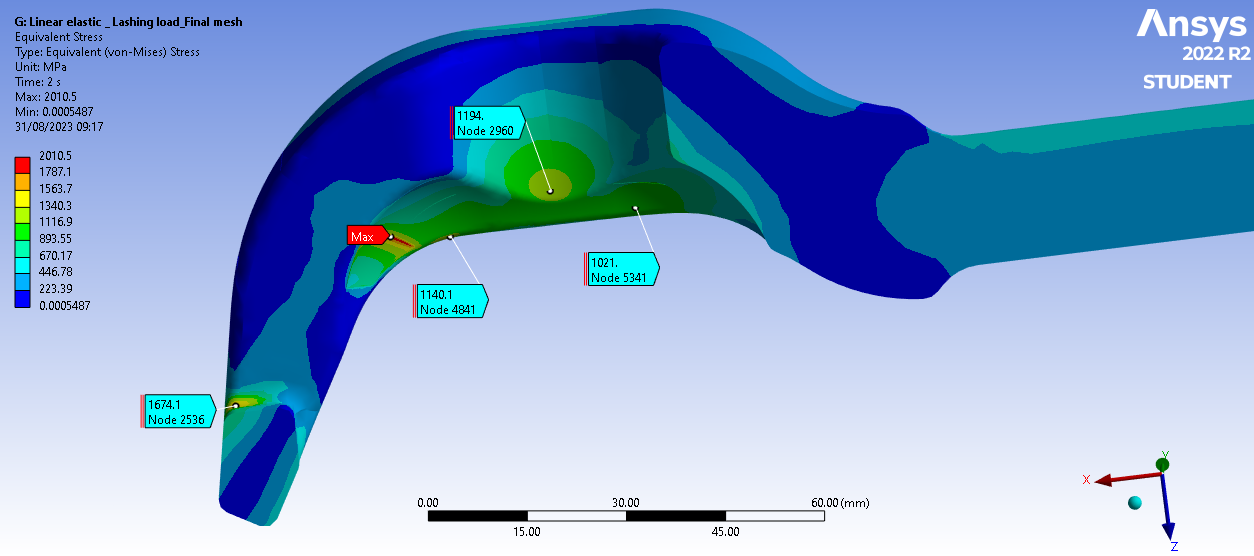 G: Linear elastic _ Lashing load_Final mesh
Equivalent Stress
Type: Equivalent (von-Mises) Stress
Unit: MPa
Time: 2 s
Max: 2010.5
Min: 0.0005487
31/08/2023 09:17
2010.5
1787.1
1563.7
1340.3
1116.9
893.55
670.17
446.78
223.39
0.0005487
Ansys
2022 R2
STUDENT
1194.
Node 2960
Max
1021.
Node 5341
1140.1
Node 4841
1674.1
Node 2536
0.00
30.00
60.00 (mm)
15.00
45.00
Y
X
Z